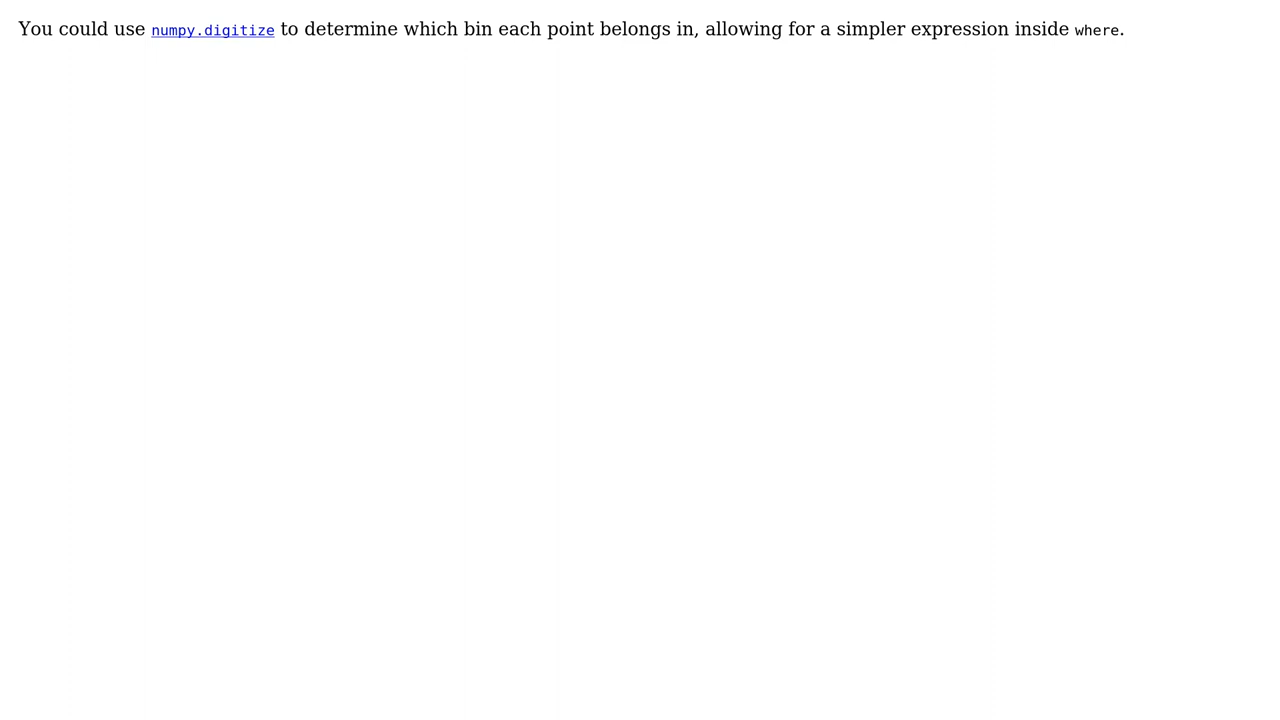 You could use numpy.digitize to determine which bin each point belongs in, allowing for a simpler expression inside where.